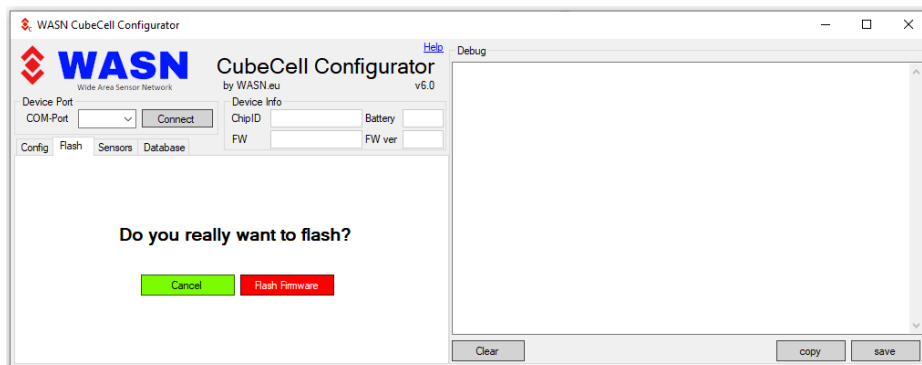 WASN CubeCell Configurator
WASN
Wide Area Sensor Network
Help
CubeCell Configurator
by WASN.eu v6.0
Device Port
COM-Port Connect
Device Info
ChipID Battery
FW FW ver
Config Flash Sensors Database
Do you really want to flash?
Cancel Flash Firmware
Debug
Clear copy save